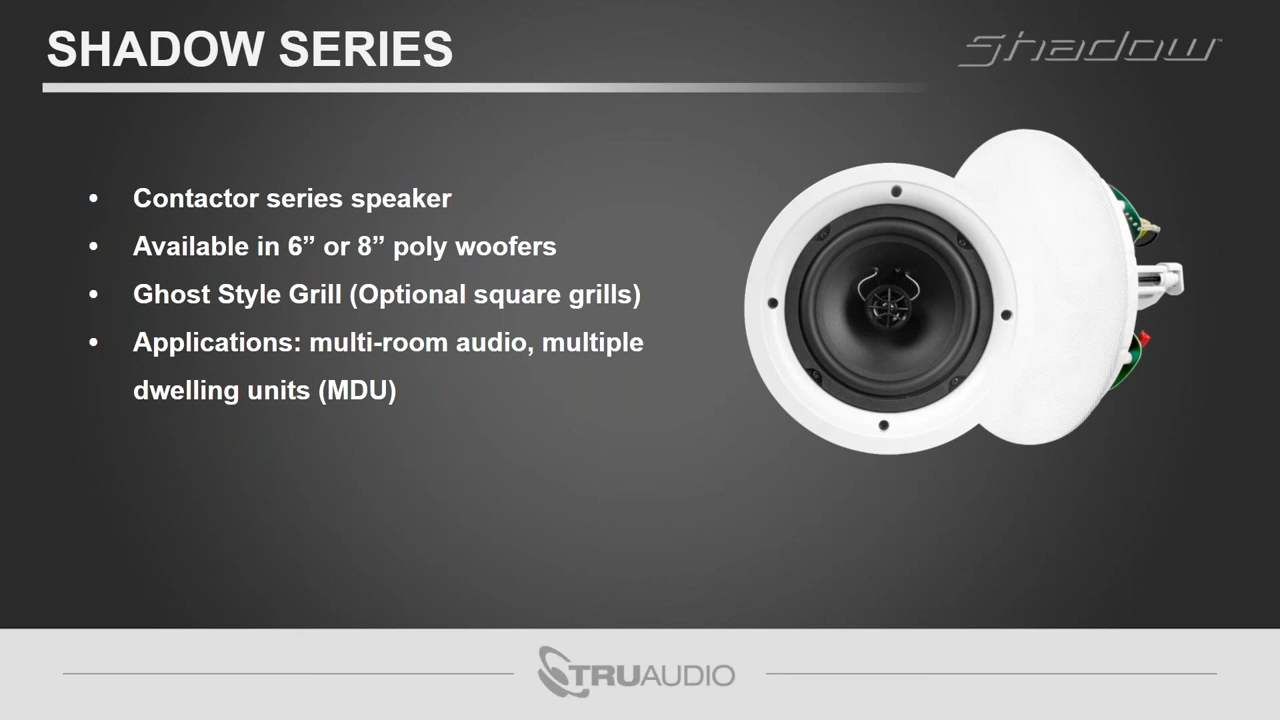 SHADOW SERIES
Shadow™
• Contactor series speaker
• Available in 6” or 8” poly woofers
• Ghost Style Grill (Optional square grills)
• Applications: multi-room audio, multiple
dwelling units (MDU)
TRUAUDIO